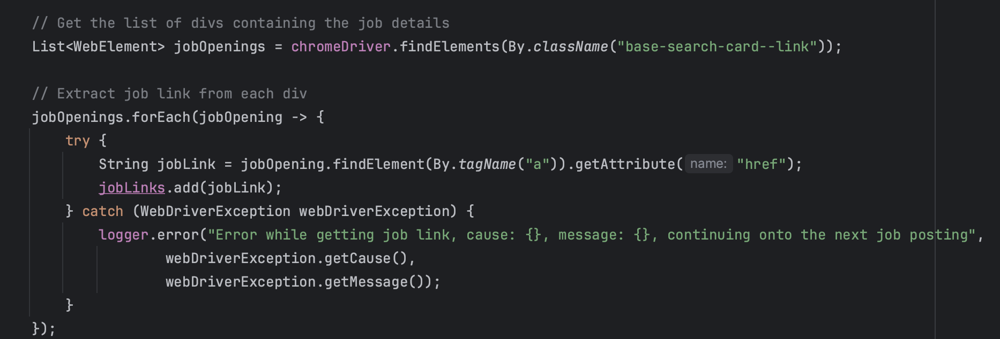 // Get the list of divs containing the job details
List<WebElement> jobOpenings = chromeDriver.findElements(By.className("base-search-card--link"));
// Extract job link from each div
jobOpenings.forEach(jobOpening -> {
try {
String jobLink = jobOpening.findElement(By.tagName("a")).getAttribute( name: "href");
jobLinks.add(jobLink);
} catch (WebDriverException webDriverException) {
logger.error("Error while getting job link, cause: {}, message: {}, continuing onto the next job posting",
webDriverException.getCause(),
webDriverException.getMessage());
}
});